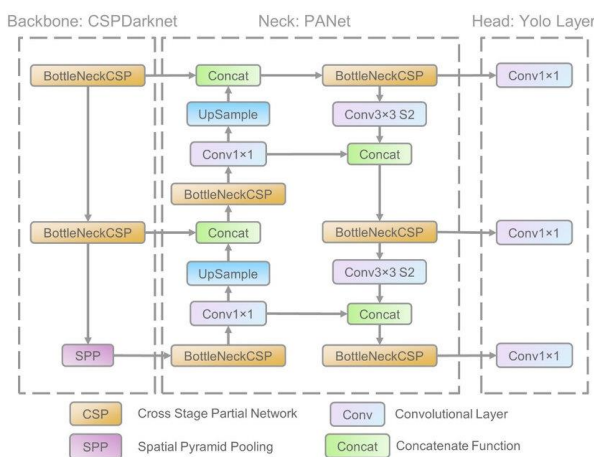 Backbone: CSPDarknet
Neck: PANet
Head: Yolo Layer
BottleNeckCSP
Concat
BottleNeckCSP
Conv1×1
UpSample
Conv3×3 S2
Conv1×1
Concat
BottleNeckCSP
BottleNeckCSP
Concat
BottleNeckCSP
Conv1×1
UpSample
Conv3×3 S2
Conv1×1
Concat
SPP
BottleNeckCSP
BottleNeckCSP
Conv1×1
CSP
Cross Stage Partial Network
Conv
Convolutional Layer
SPP
Spatial Pyramid Pooling
Concat
Concatenate Function